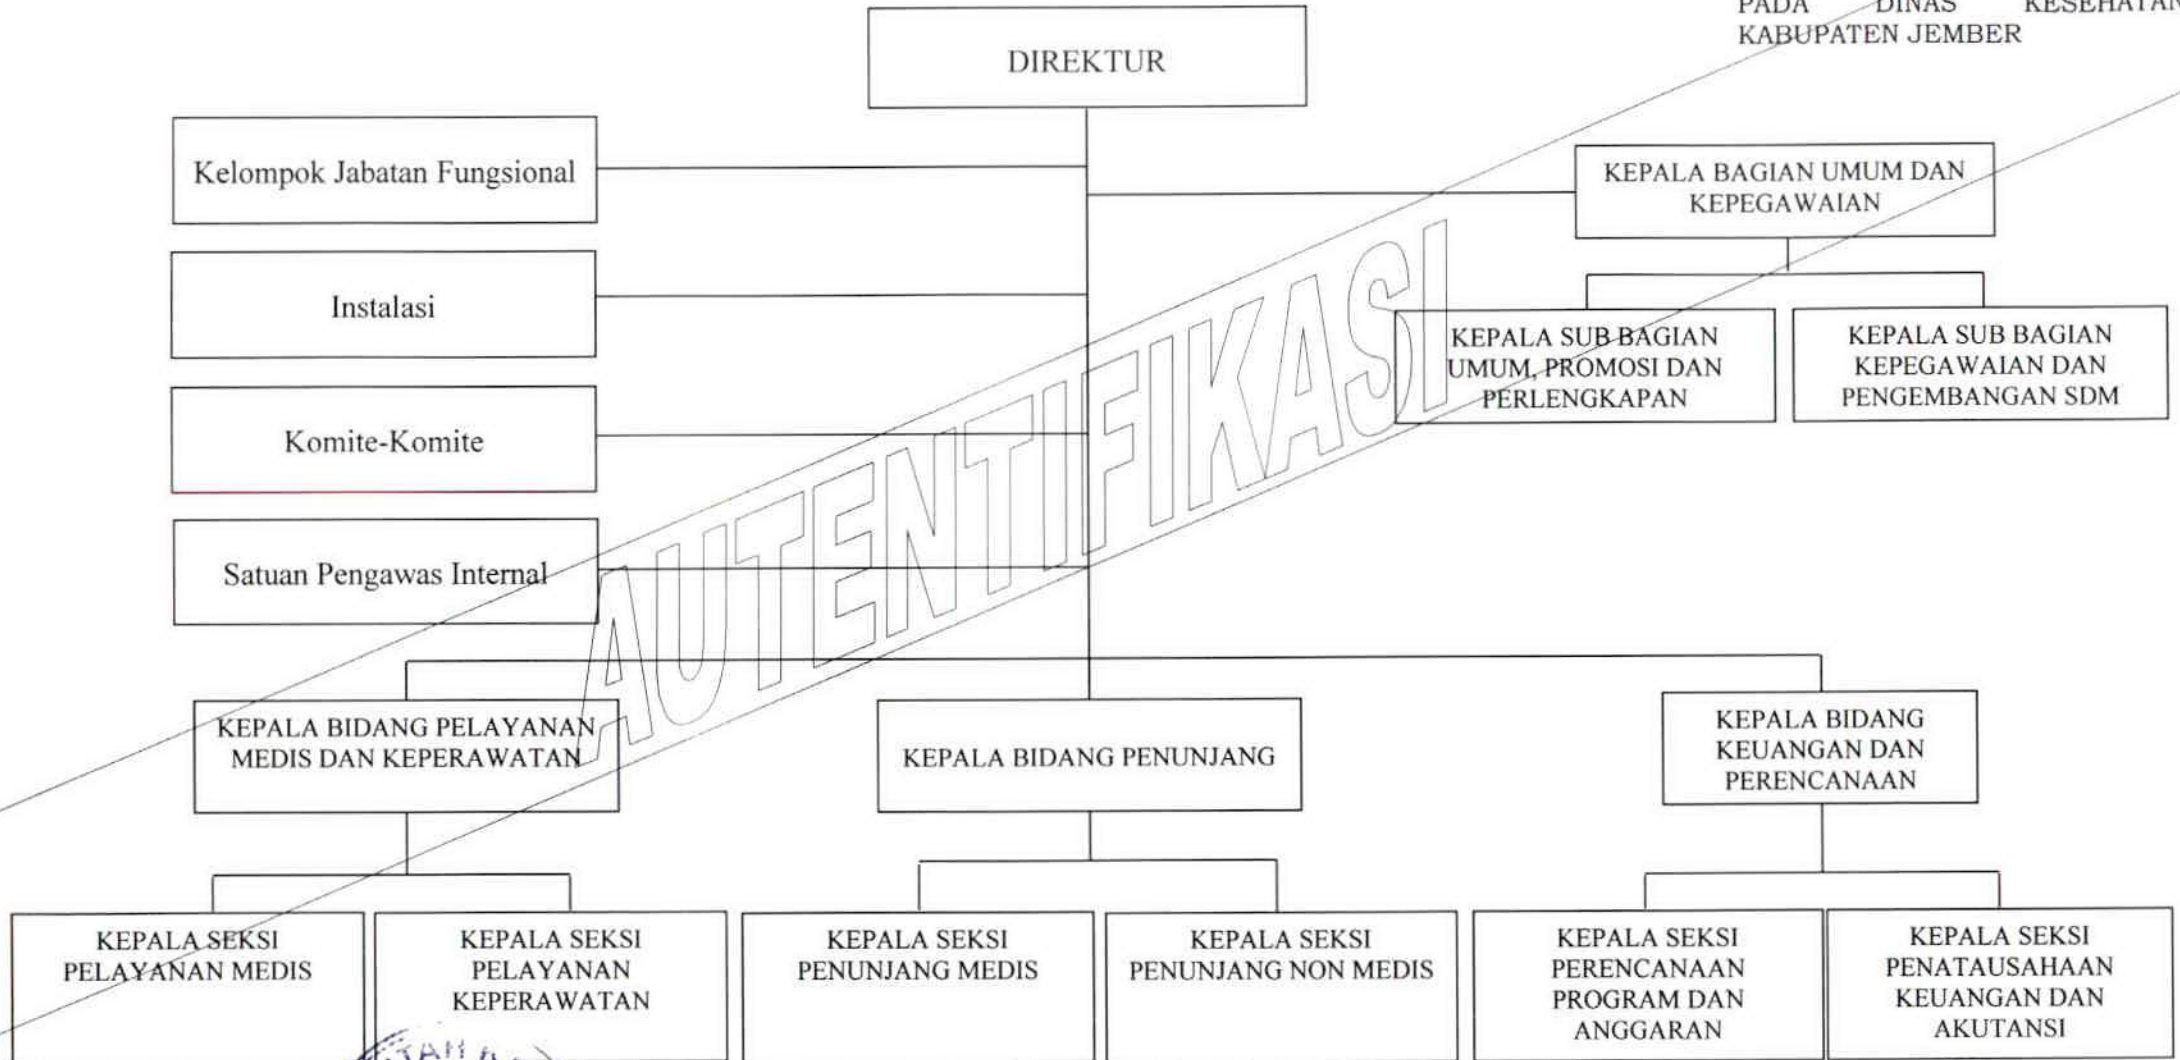 PADA DINAS KESEHATAN
KABUPATEN JEMBER
DIREKTUR
Kelompok Jabatan Fungsional
KEPALA BAGIAN UMUM DAN
KEPEGAWAIAN
Instalasi
KEPALA SUB BAGIAN
UMUM, PROMOSI DAN
PERLENGKAPAN
KEPALA SUB BAGIAN
KEPEGAWAIAN DAN
PENGEMBANGAN SDM
Komite-Komite
Satuan Pengawas Internal
AUTENTIFIKASI
KEPALA BIDANG PELAYANAN
MEDIS DAN KEPERAWATAN
KEPALA BIDANG PENUNJANG
KEPALA BIDANG
KEUANGAN DAN
PERENCANAAN
KEPALA SEKSI
PELAYANAN MEDIS
KEPALA SEKSI
PELAYANAN
KEPERAWATAN
KEPALA SEKSI
PENUNJANG MEDIS
KEPALA SEKSI
PENUNJANG NON MEDIS
KEPALA SEKSI
PERENCANAAN
PROGRAM DAN
ANGGARAN
KEPALA SEKSI
PENATAUSAHAAN
KEUANGAN DAN
AKUTANSI